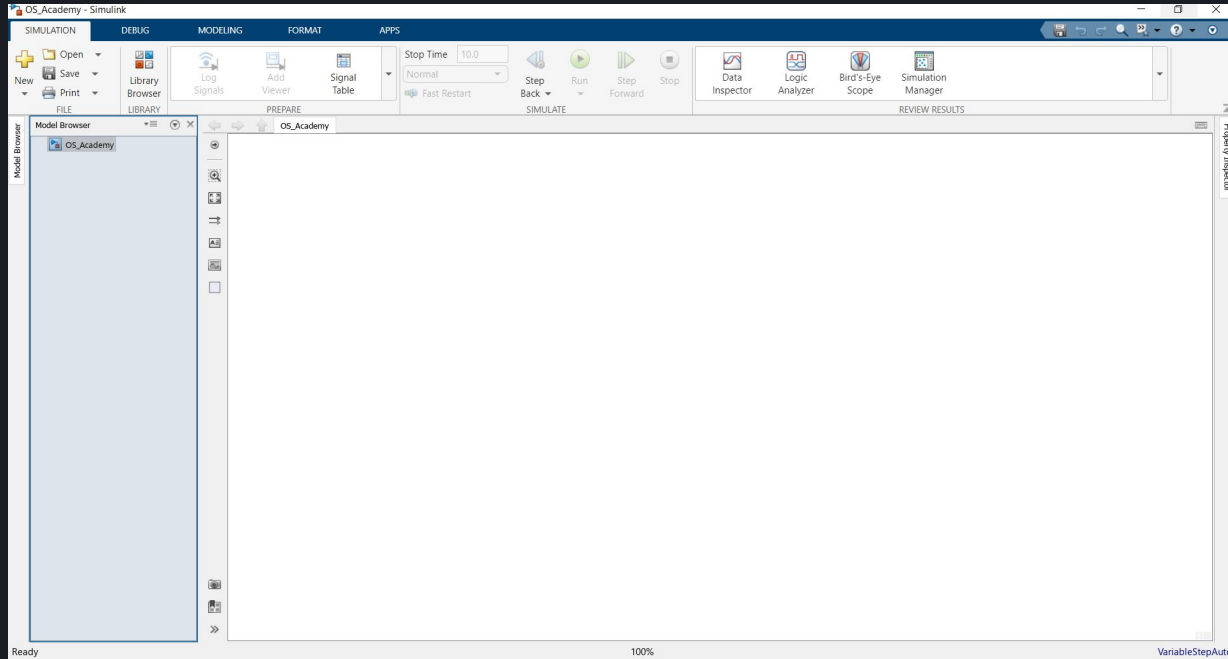 OS_Academy - Simulink
SIMULATION DEBUG MODELING FORMAT APPS
New
Open
Save
Print
FILE
Library Browser
LIBRARY
Log Signals
Add Viewer
Signal Table
PREPARE
Stop Time 10.0
Normal
Fast Restart
Step Back
Run
Step Forward
Stop
SIMULATE
Data Inspector
Logic Analyzer
Bird's-Eye Scope
Simulation Manager
REVIEW RESULTS
Model Browser
Model Browser
OS_Academy
OS_Academy
Property Inspector
Ready
100%
VariableStepAuto